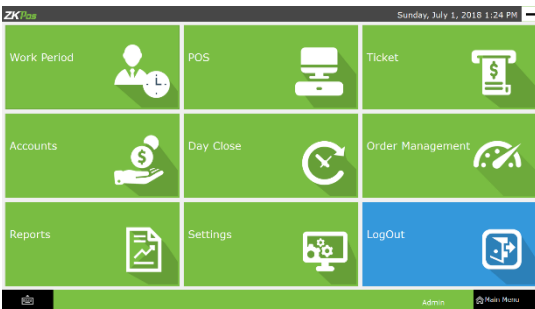 ZKPos
Sunday, July 1, 2018 1:24 PM
Work Period
POS
Ticket
Accounts
Day Close
Order Management
Reports
Settings
LogOut
Admin
Main Menu